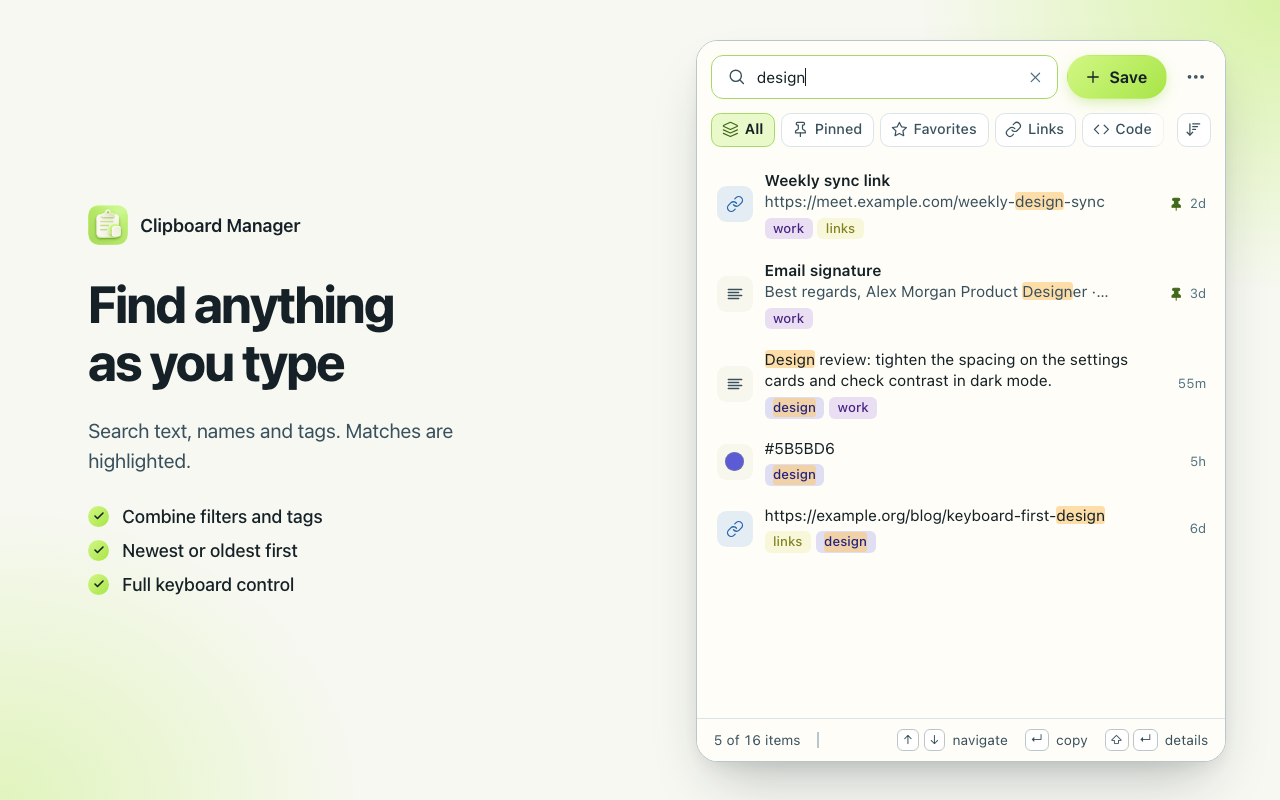 Clipboard Manager
Find anything
as you type
Search text, names and tags. Matches are
highlighted.
Combine filters and tags
Newest or oldest first
Full keyboard control
design
Save
All
Pinned
Favorites
Links
Code
Weekly sync link
https://meet.example.com/weekly-design-sync
2d
work
links
Email signature
Best regards, Alex Morgan Product Designer ·...
3d
work
Design review: tighten the spacing on the settings
cards and check contrast in dark mode.
55m
design
work
#5B5BD6
5h
design
https://example.org/blog/keyboard-first-design
6d
links
design
5 of 16 items
navigate
copy
details